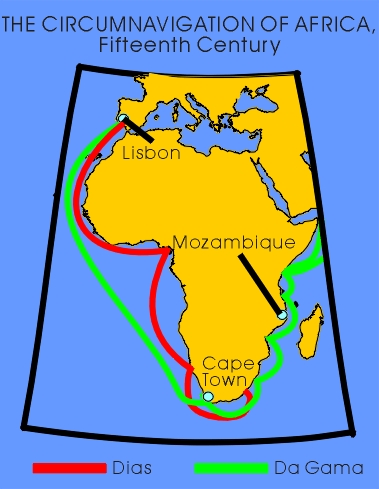 THE CIRCUMNAVIGATION OF AFRICA,
Fifteenth Century
Lisbon
Mozambique
Cape
Town
Dias
Da Gama